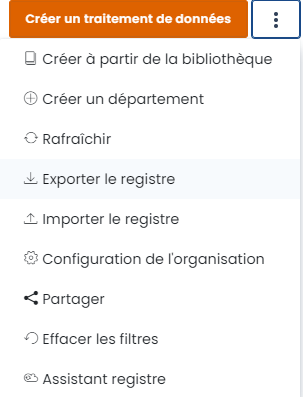 Créer un traitement de données
Créer à partir de la bibliothèque
Créer un département
Rafraîchir
Exporter le registre
Importer le registre
Configuration de l'organisation
Partager
Effacer les filtres
Assistant registre